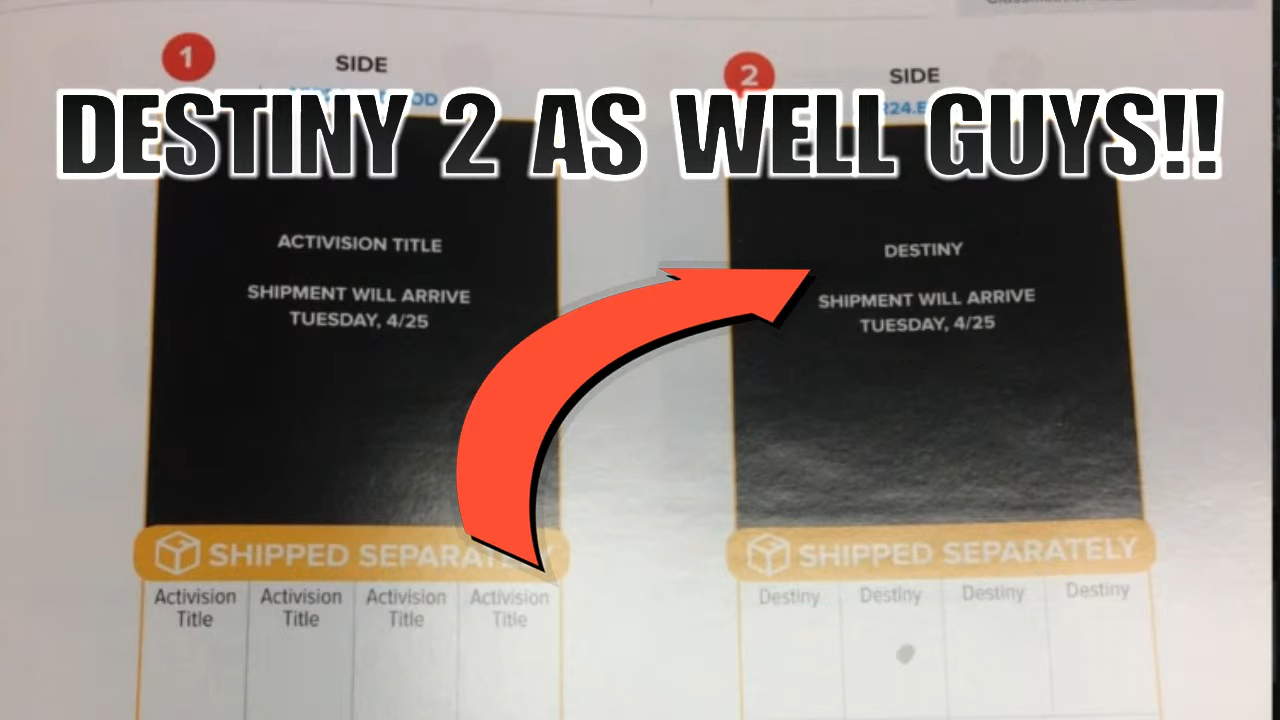 1
SIDE
2
SIDE
DESTINY 2 AS WELL GUYS!!
ACTIVISION TITLE
SHIPMENT WILL ARRIVE
TUESDAY, 4/25
DESTINY
SHIPMENT WILL ARRIVE
TUESDAY, 4/25
SHIPPED SEPARATELY
SHIPPED SEPARATELY
Activision Title
Activision Title
Activision Title
Activision Title
Destiny
Destiny
Destiny
Destiny